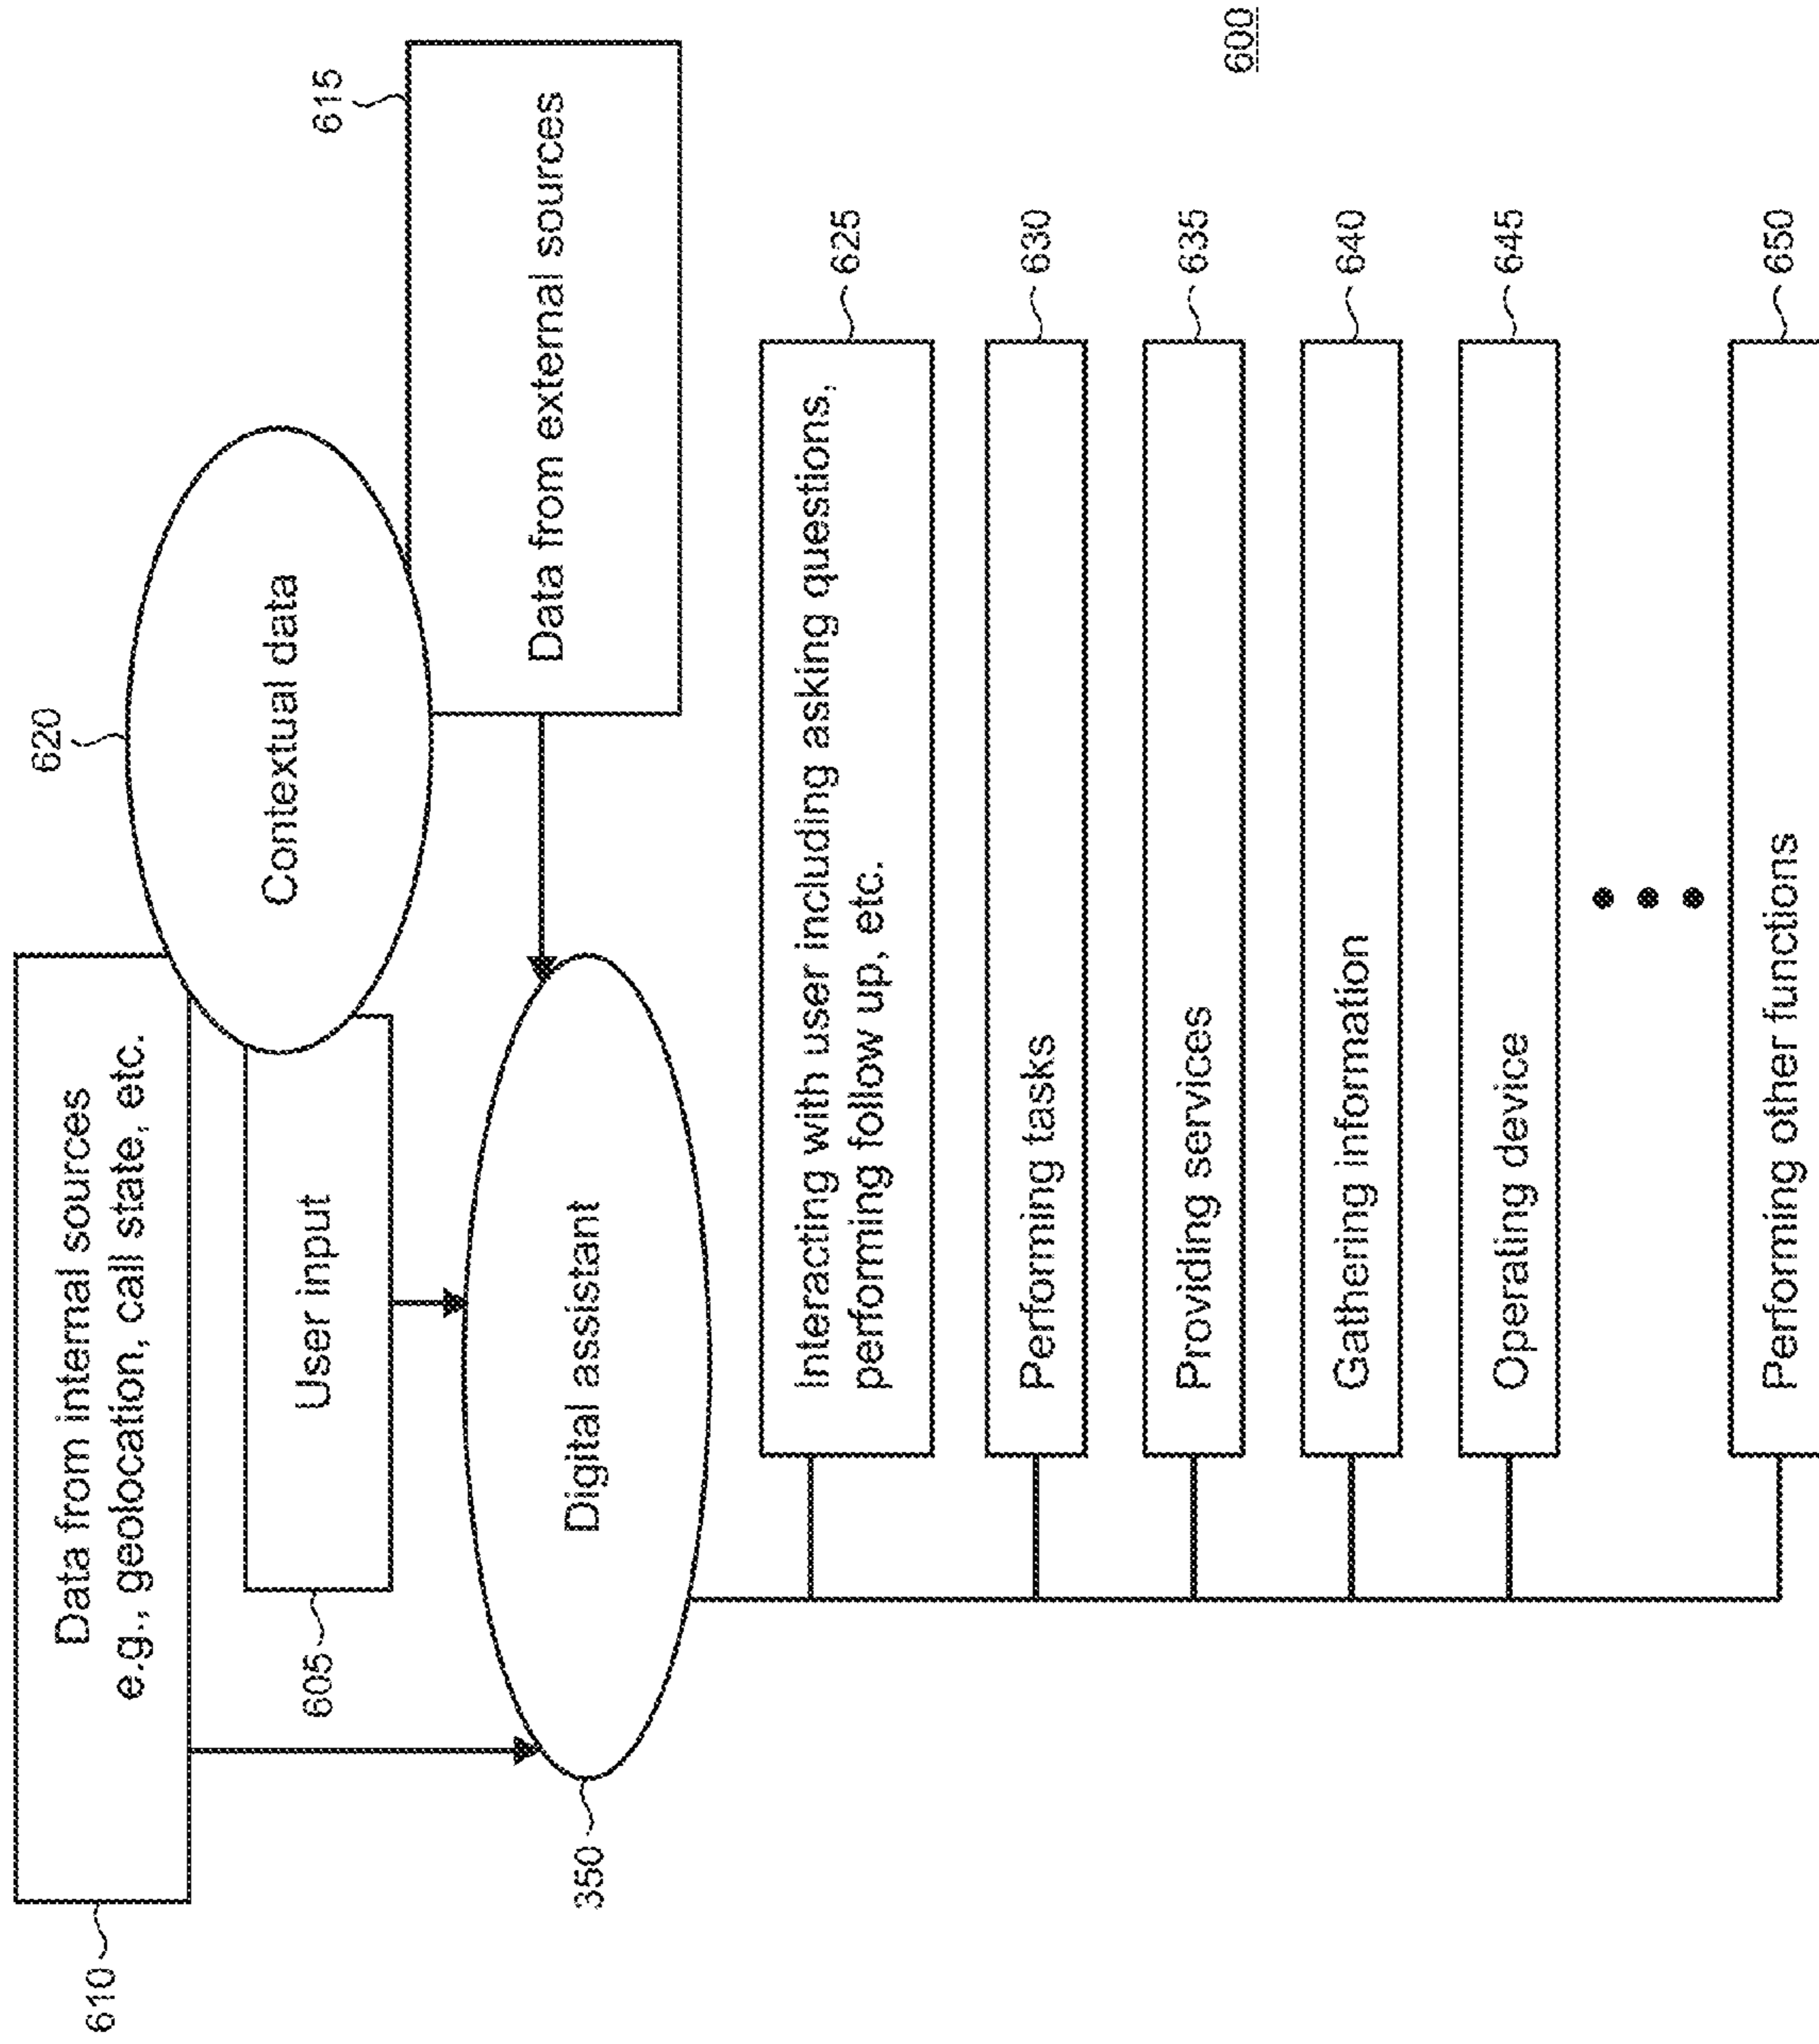 610
Data from internal sources
e.g., geolocation, call state, etc.
620
Contextual data
615
Data from external sources
605
User input
350
Digital assistant
Interacting with user including asking questions,
performing follow up, etc.
625
Performing tasks
630
Providing services
635
Gathering information
640
Operating device
645
Performing other functions
650
600